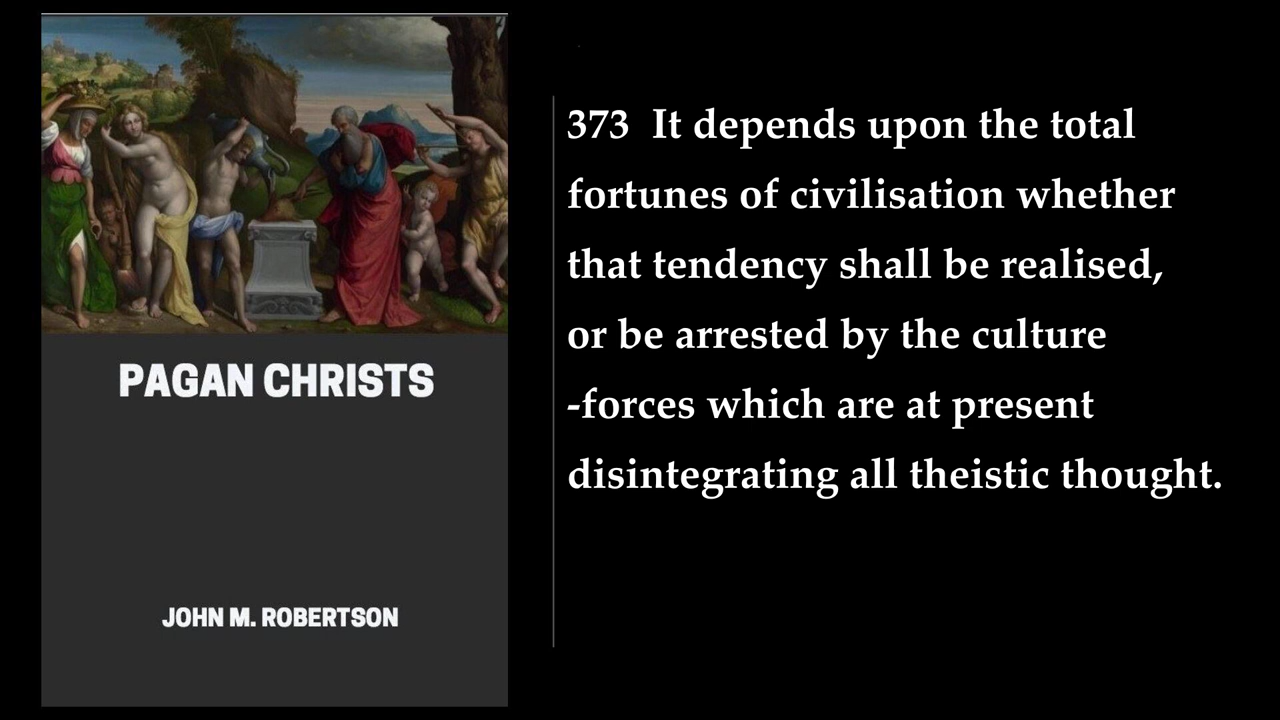 PAGAN CHRISTS
JOHN M. ROBERTSON
373 It depends upon the total
fortunes of civilisation whether
that tendency shall be realised,
or be arrested by the culture
-forces which are at present
disintegrating all theistic thought.